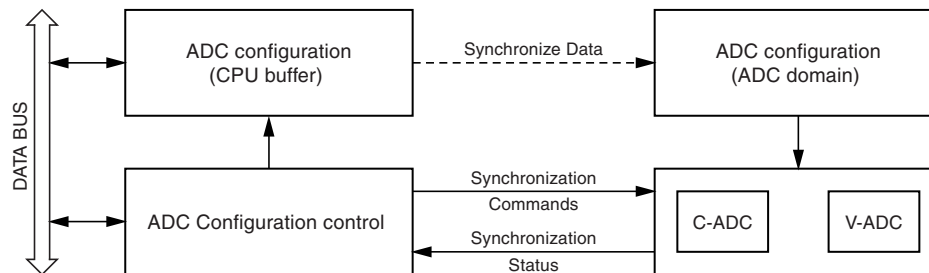 DATA BUS
ADC configuration
(CPU buffer)
Synchronize Data
ADC configuration
(ADC domain)
ADC Configuration control
Synchronization
Commands
Synchronization
Status
C-ADC
V-ADC